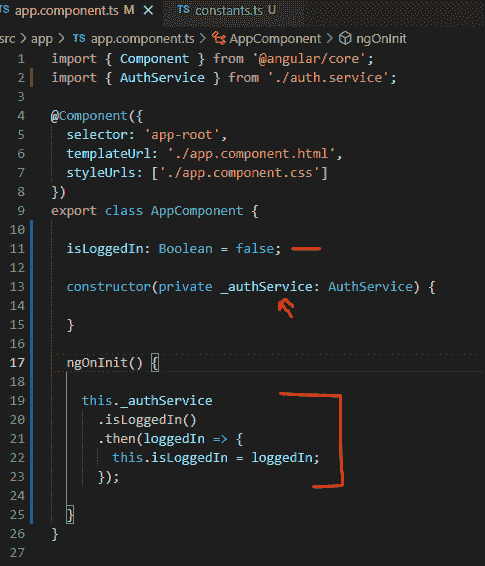 TS app.component.ts M X TS constants.ts
src > app > TS app.component.ts > AppComponent > ngOnInit
1 import { Component } from '@angular/core';
2 import { AuthService } from './auth.service';
3
4 @Component({
5 selector: 'app-root',
6 templateUrl: './app.component.html',
7 styleUrls: ['./app.component.css']
8 })
9 export class AppComponent {
10
11 isLoggedIn: Boolean = false;
12
13 constructor(private _authService: AuthService) {
14
15 }
16
17 ngOnInit() {
18
19 this._authService
20 .isLoggedIn()
21 .then(loggedIn => {
22 this.isLoggedIn = loggedIn;
23 });
24
25 }
26 }
27